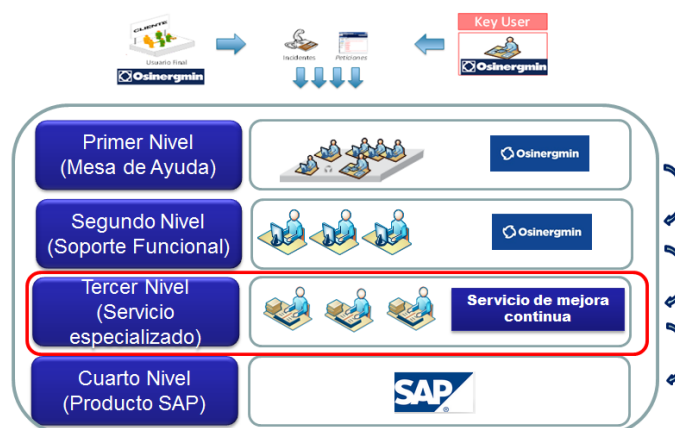 CLIENTE
Usuario Final
Osinergmin
Incidentes
Peticiones
Key User
Osinergmin
Primer Nivel
(Mesa de Ayuda)
Osinergmin
Segundo Nivel
(Soporte Funcional)
Osinergmin
Tercer Nivel
(Servicio
especializado)
Servicio de mejora
continua
Cuarto Nivel
(Producto SAP)
SAP